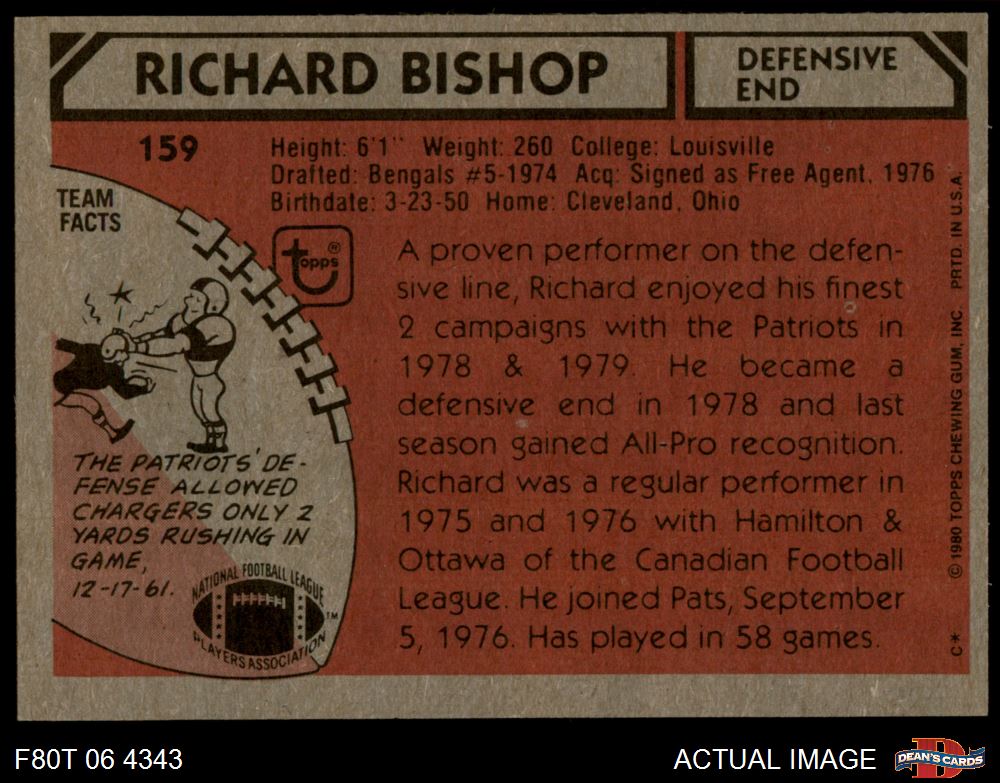 RICHARD BISHOP
DEFENSIVE
END
159
Height: 6'1" Weight: 260 College: Louisville
Drafted: Bengals #5-1974 Acq: Signed as Free Agent, 1976
Birthdate: 3-23-50 Home: Cleveland, Ohio
TEAM
FACTS
topps®
A proven performer on the defen-
sive line, Richard enjoyed his finest
2 campaigns with the Patriots in
1978 & 1979. He became a
defensive end in 1978 and last
season gained All-Pro recognition.
Richard was a regular performer in
1975 and 1976 with Hamilton &
Ottawa of the Canadian Football
League. He joined Pats, September
5, 1976. Has played in 58 games.
THE PATRIOTS' DE-
FENSE ALLOWED
CHARGERS ONLY 2
YARDS RUSHING IN
GAME,
12-17-61.
NATIONAL FOOTBALL LEAGUE
PLAYERS ASSOCIATION
TM
© 1980 TOPPS CHEWING GUM, INC. PRTD. IN U.S.A.
C*
F80T 06 4343
ACTUAL IMAGE
D
DEAN'S CARDS